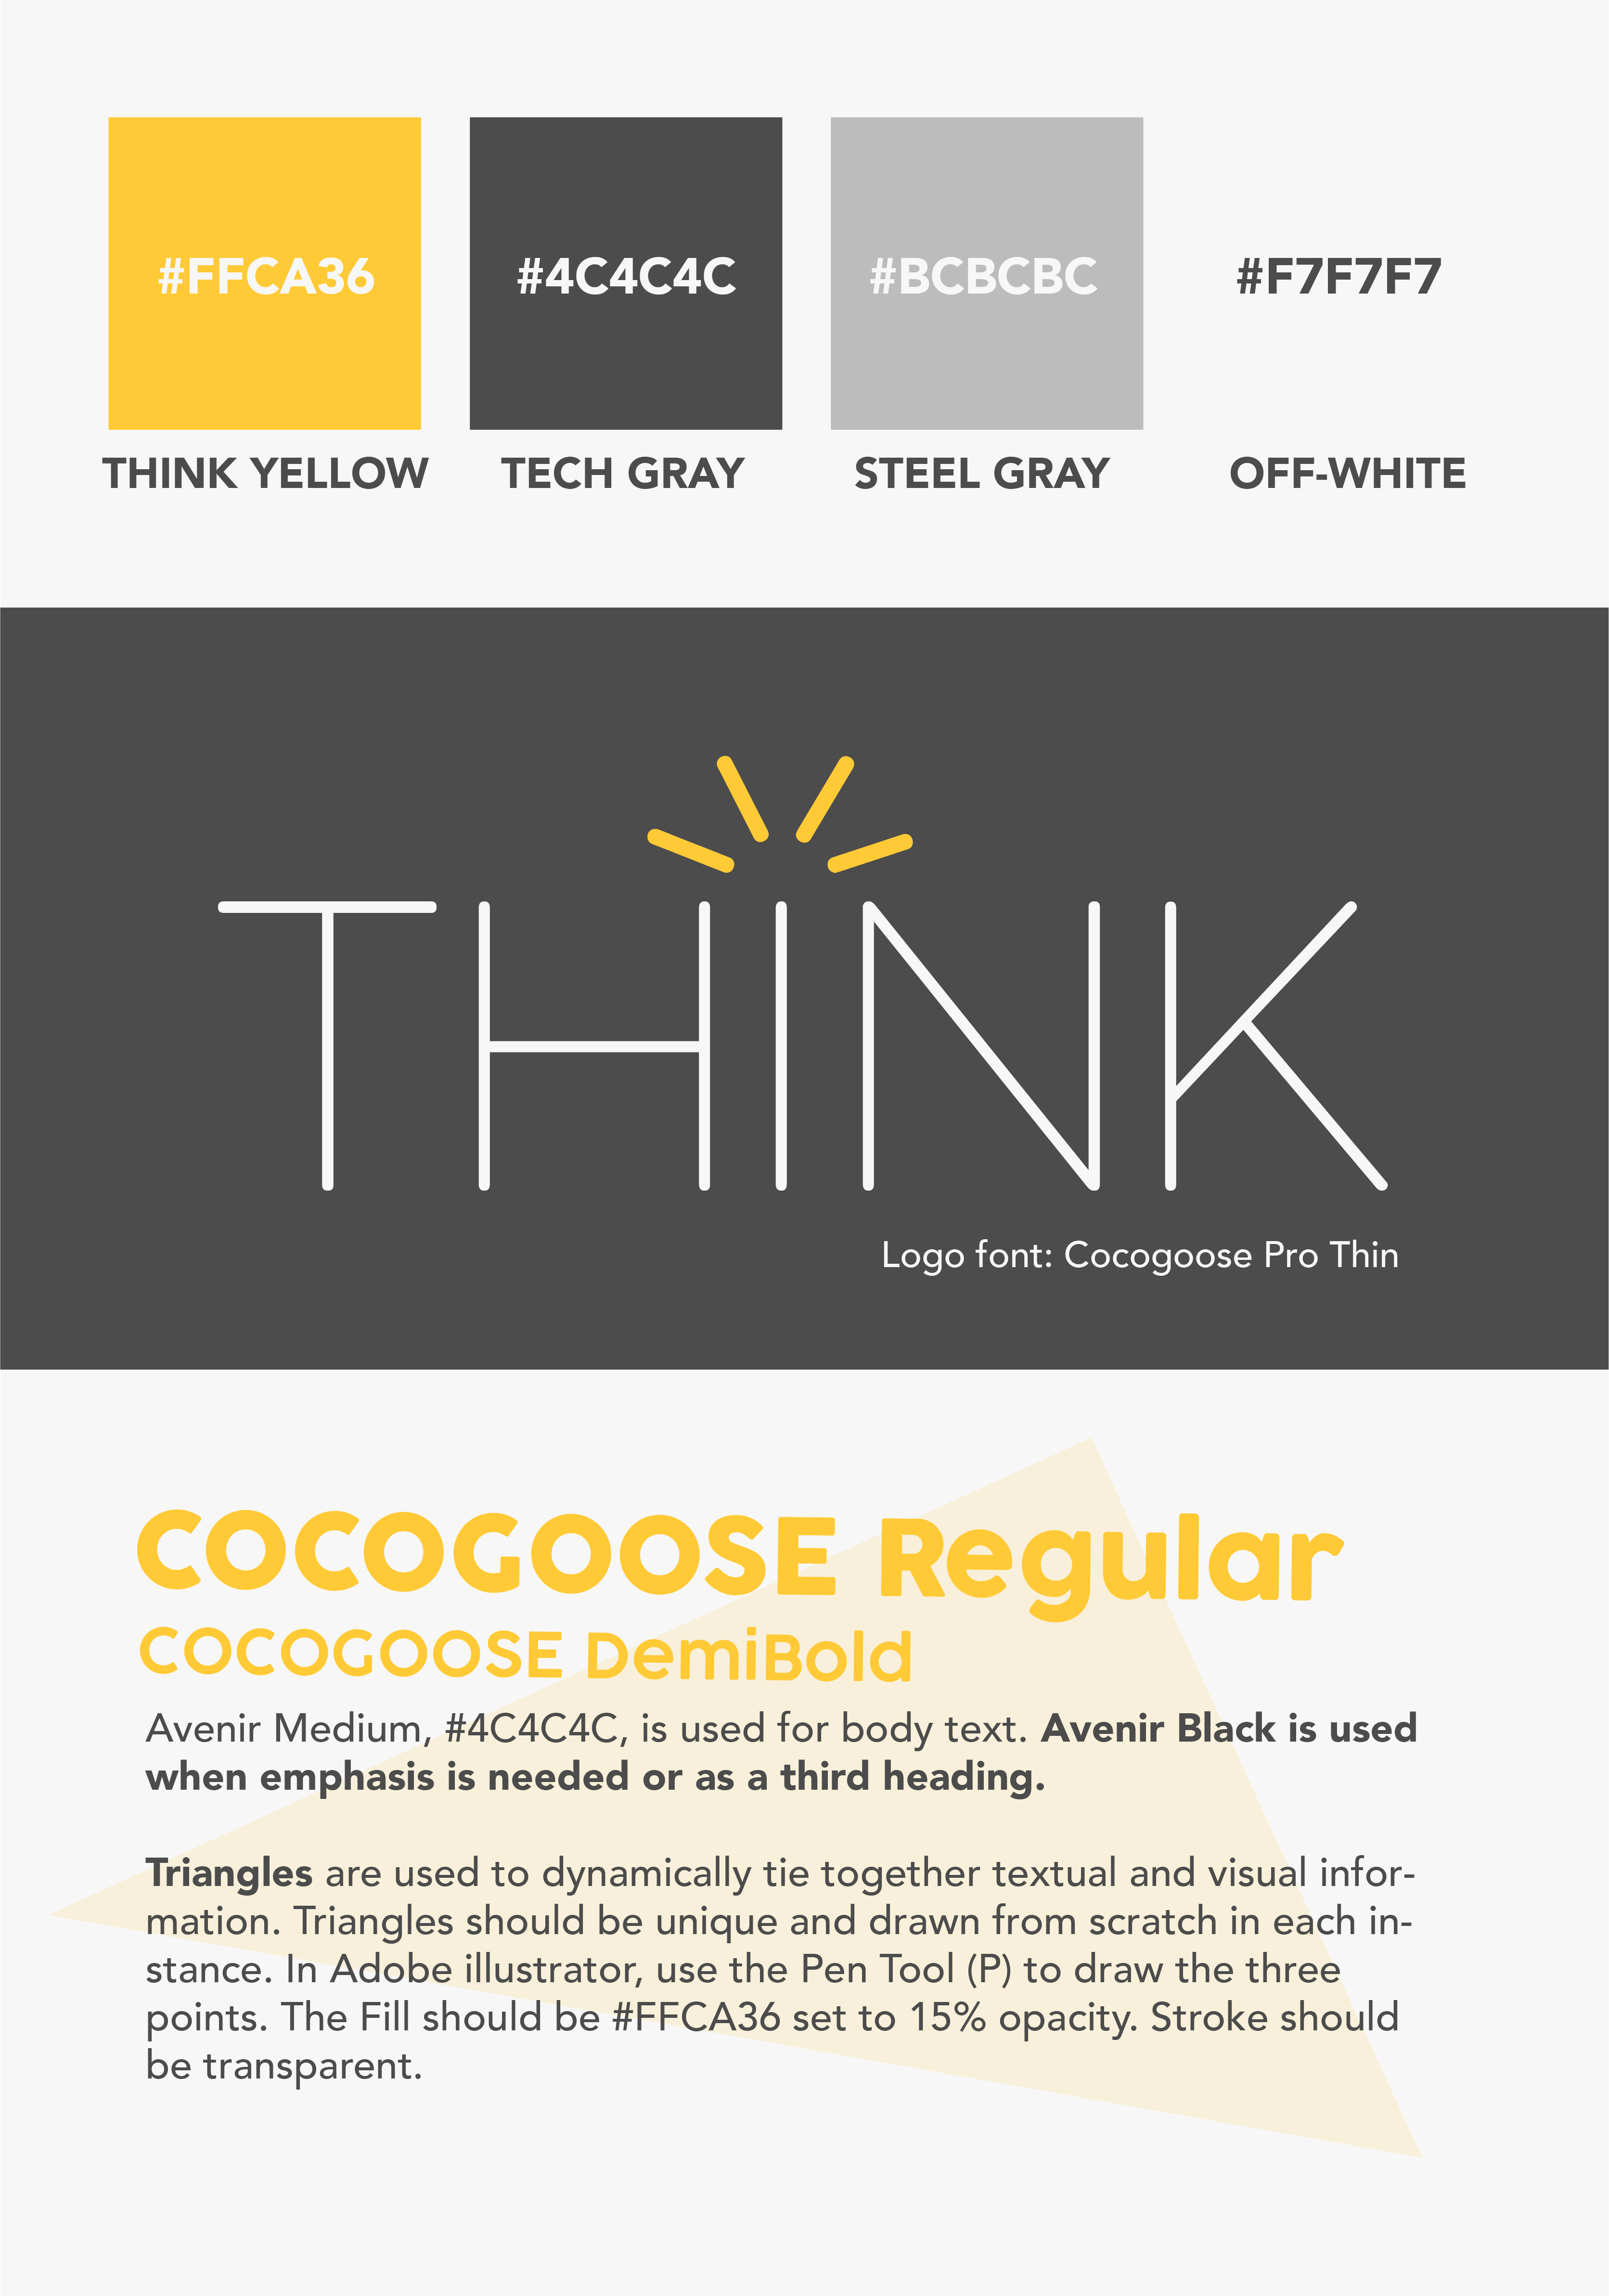 #FFCA36 #4C4C4C #BCBCBC #F7F7F7
THINK YELLOW TECH GRAY STEEL GRAY OFF-WHITE
THINK
Logo font: Cocogoose Pro Thin
COCOGOOSE Regular
COCOGOOSE DemiBold
Avenir Medium, #4C4C4C, is used for body text. Avenir Black is used
when emphasis is needed or as a third heading.
Triangles are used to dynamically tie together textual and visual infor-
mation. Triangles should be unique and drawn from scratch in each in-
stance. In Adobe illustrator, use the Pen Tool (P) to draw the three
points. The Fill should be #FFCA36 set to 15% opacity. Stroke should
be transparent.